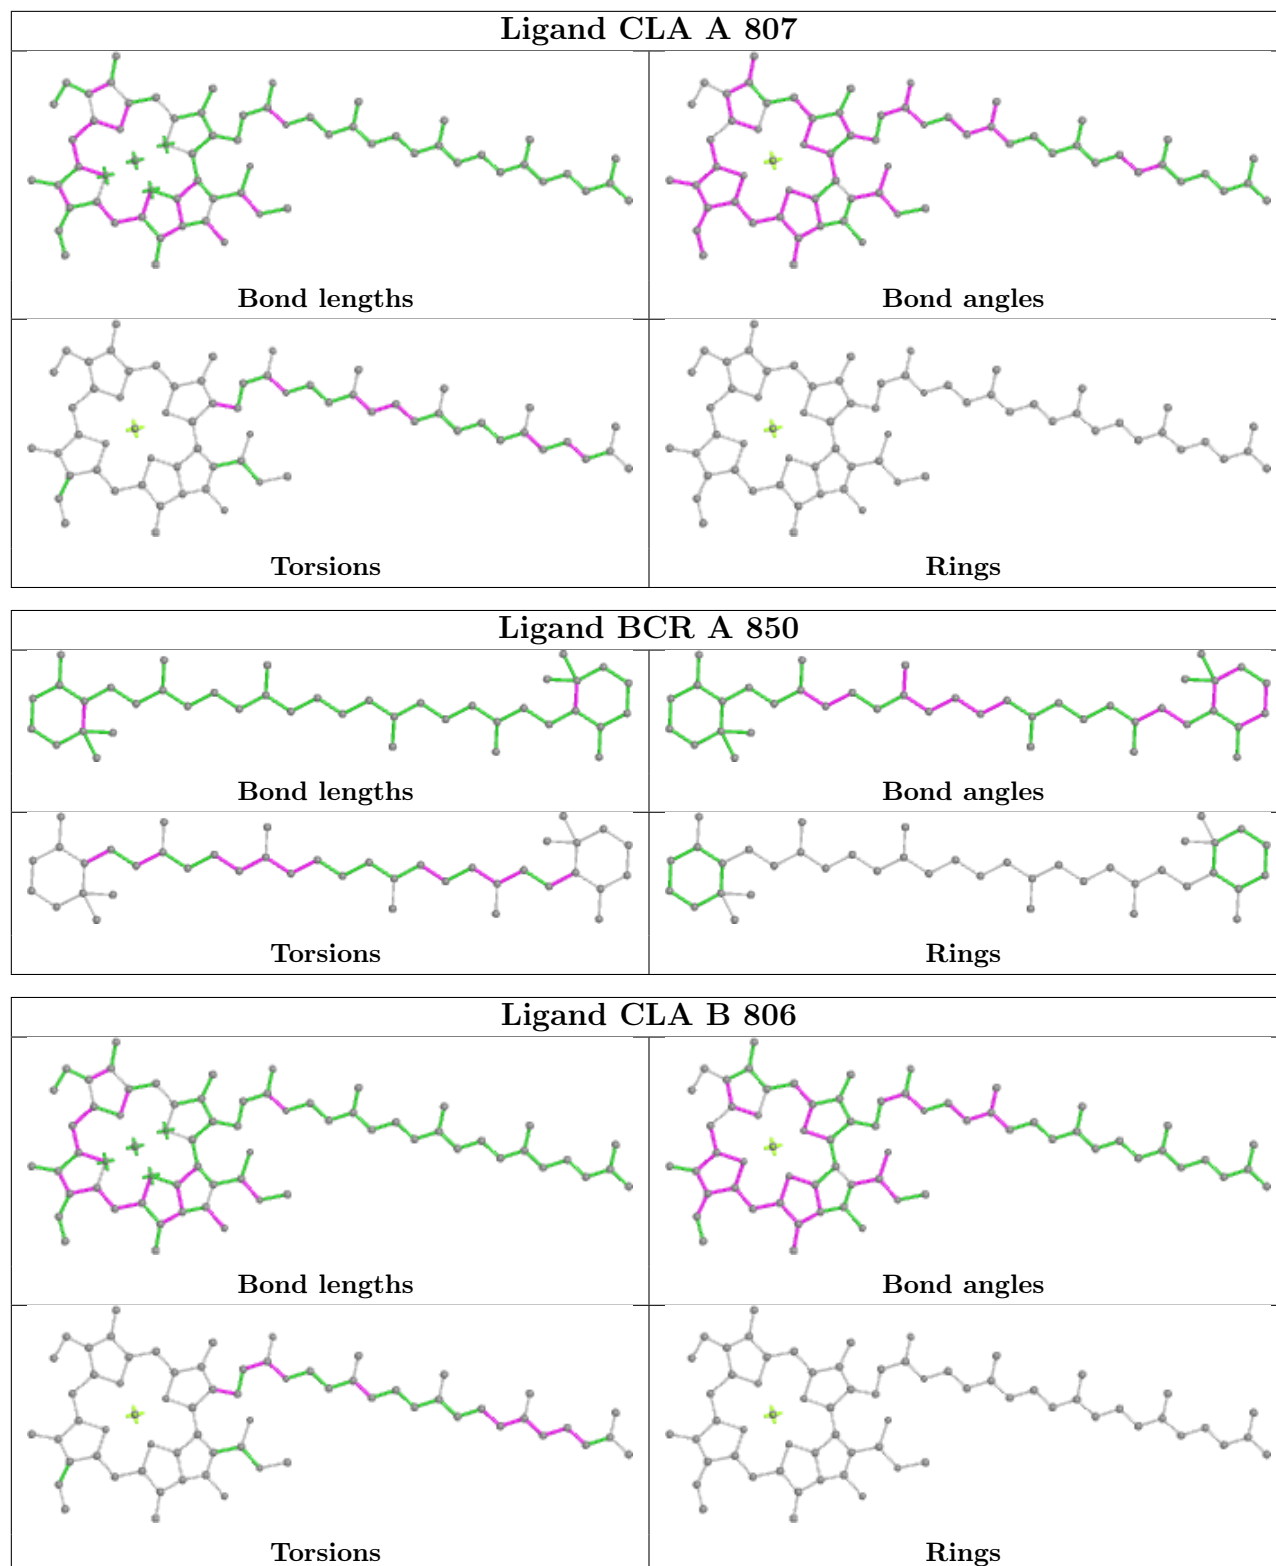 Ligand CLA A 807
Bond lengths
Bond angles
Torsions
Rings
Ligand BCR A 850
Bond lengths
Bond angles
Torsions
Rings
Ligand CLA B 806
Bond lengths
Bond angles
Torsions
Rings